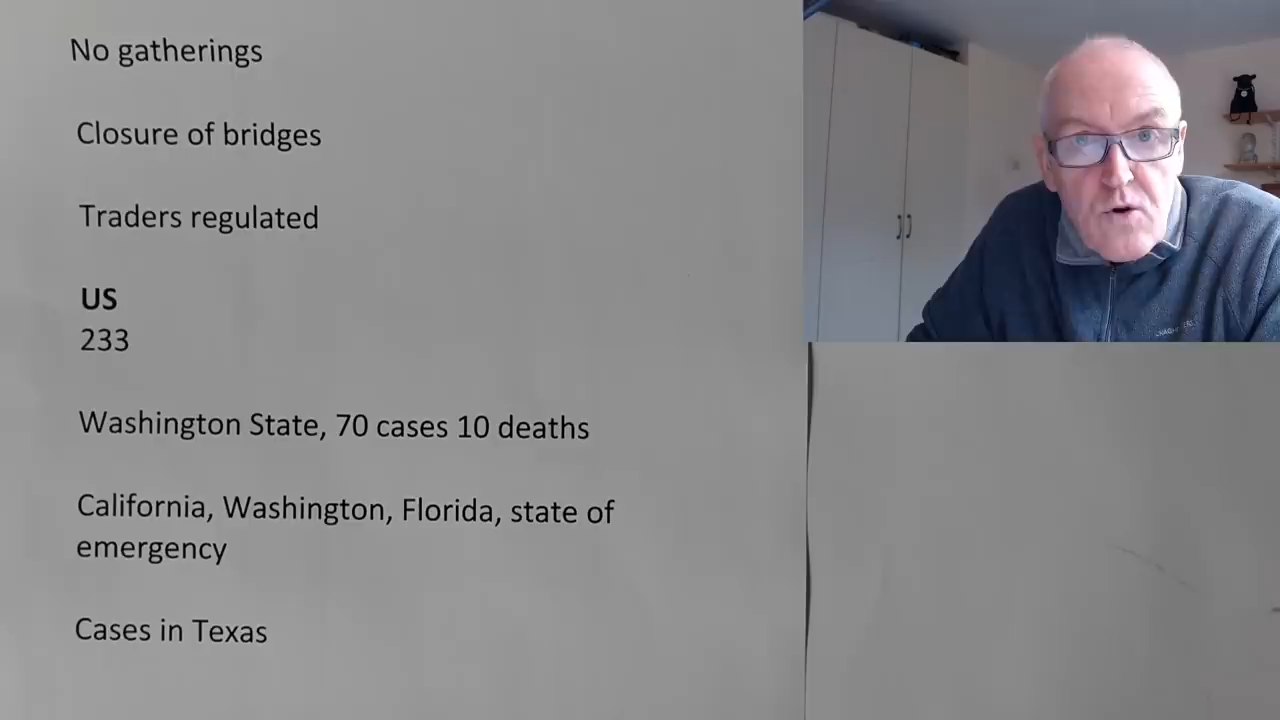 No gatherings
Closure of bridges
Traders regulated
US
233
Washington State, 70 cases 10 deaths
California, Washington, Florida, state of
emergency
Cases in Texas